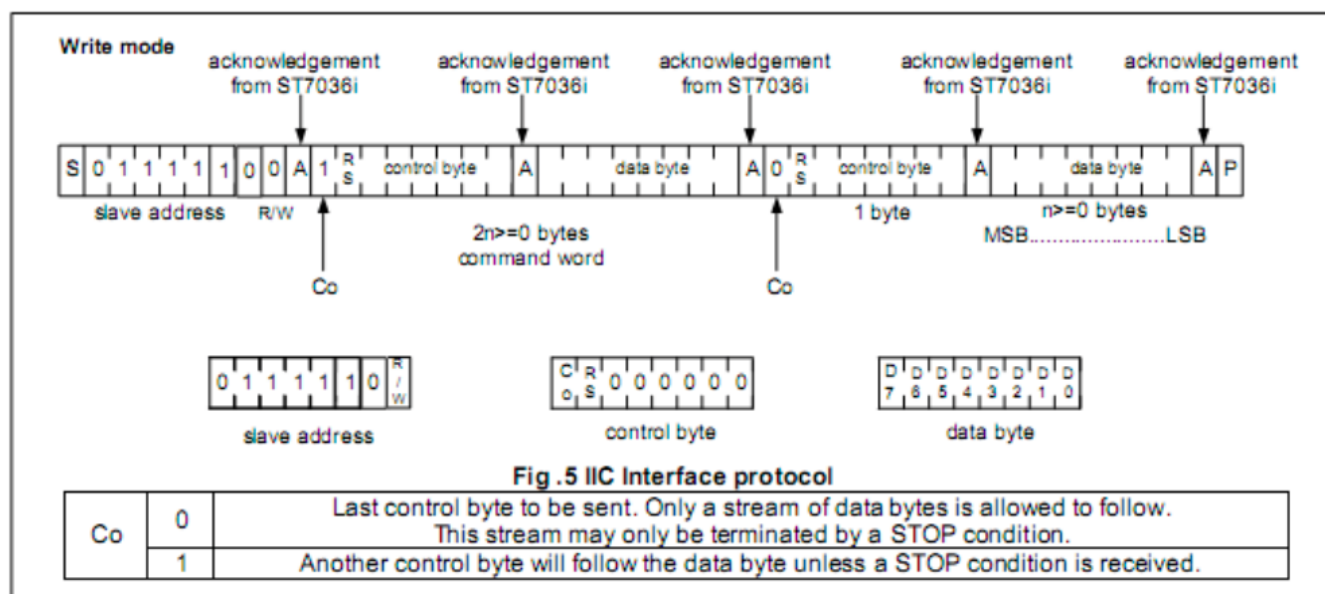 Write mode
acknowledgement acknowledgement acknowledgement acknowledgement acknowledgement
from ST7036i from ST7036i from ST7036i from ST7036i from ST7036i
S 0 1 1 1 1 1 0 0 A 1 RS control byte A data byte A 0 RS control byte A data byte A P
slave address R/W 1 byte n>=0 bytes
2n>=0 bytes MSB.......................LSB
command word
Co Co
0 1 1 1 1 1 0 R/W Co RS 0 0 0 0 0 0 D7 D6 D5 D4 D3 D2 D1 D0
slave address control byte data byte
Fig .5 IIC Interface protocol
Co 0 Last control byte to be sent. Only a stream of data bytes is allowed to follow.
This stream may only be terminated by a STOP condition.
1 Another control byte will follow the data byte unless a STOP condition is received.